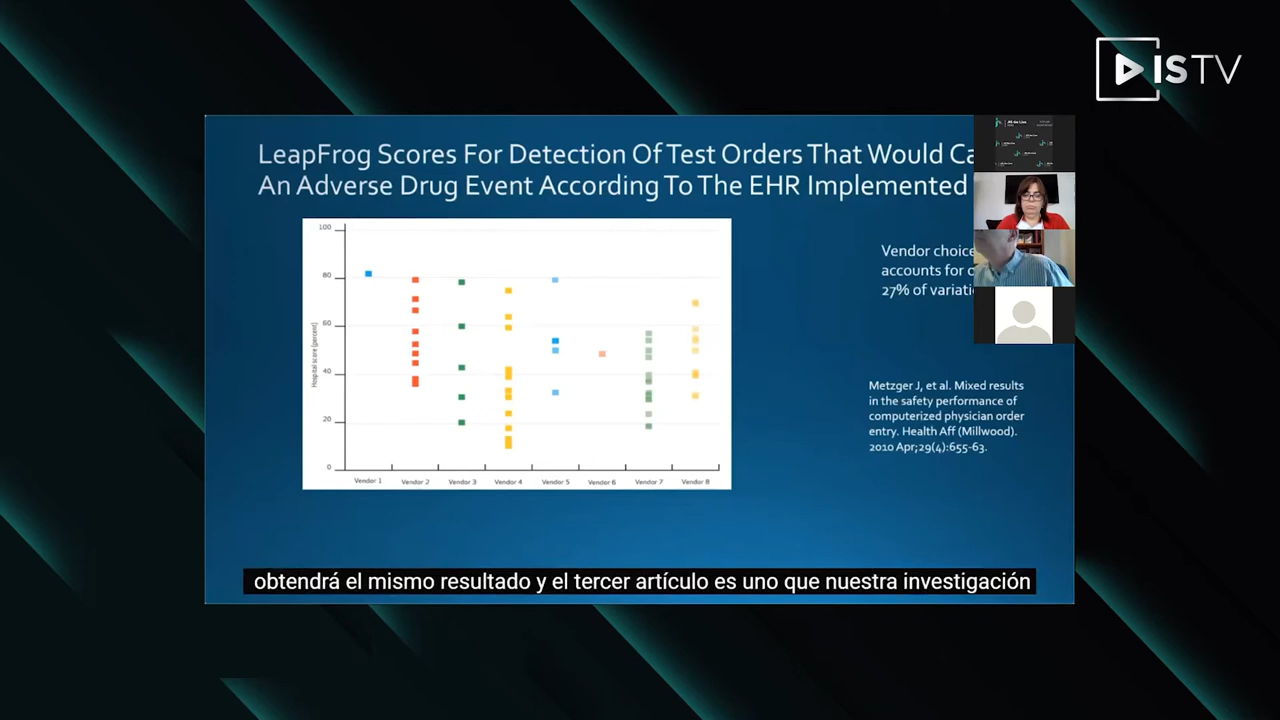 ISTV
LeapFrog Scores For Detection Of Test Orders That Would Ca
An Adverse Drug Event According To The EHR Implemented
100
80
60
40
20
0
Hospital score (percent)
Vendor 1 Vendor 2 Vendor 3 Vendor 4 Vendor 5 Vendor 6 Vendor 7 Vendor 8
Vendor choice
accounts for o
27% of variati
Metzger J, et al. Mixed results
in the safety performance of
computerized physician order
entry. Health Aff (Millwood).
2010 Apr;29(4):655-63.
obtendrá el mismo resultado y el tercer artículo es uno que nuestra investigación